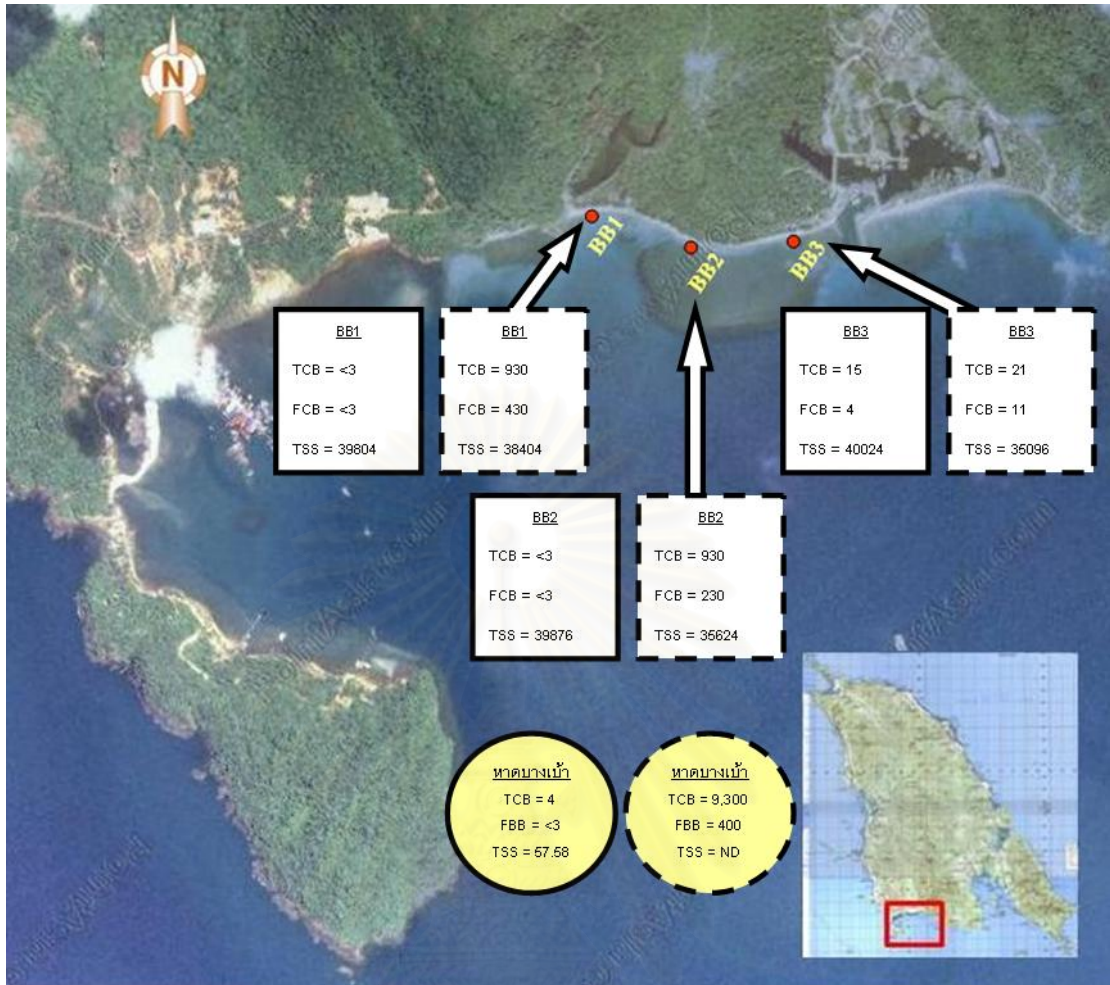 N
BB1
BB2
BB3
BB1
TCB = <3
FCB = <3
TSS = 39804
BB1
TCB = 930
FCB = 430
TSS = 38404
BB3
TCB = 15
FCB = 4
TSS = 40024
BB3
TCB = 21
FCB = 11
TSS = 35096
BB2
TCB = <3
FCB = <3
TSS = 39876
BB2
TCB = 930
FCB = 230
TSS = 35624
หาดบางเบ้า
TCB = 4
FBB = <3
TSS = 57.58
หาดบางเบ้า
TCB = 9,300
FBB = 400
TSS = ND